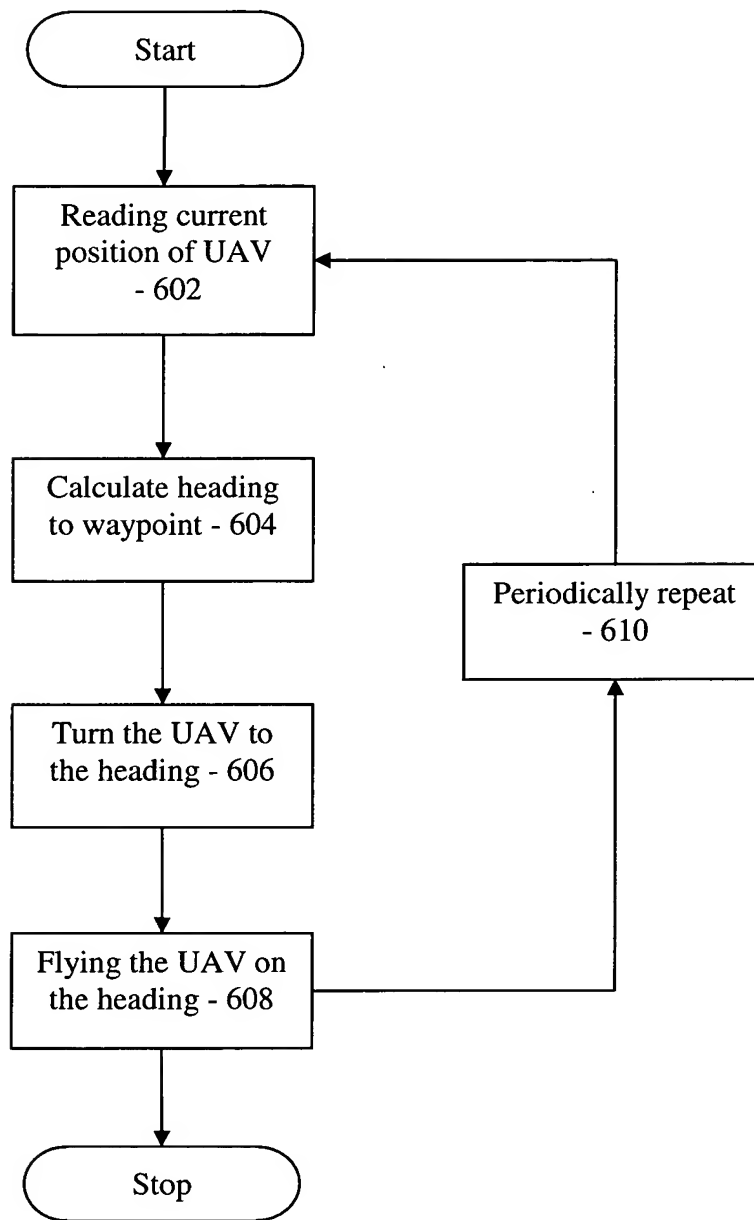 Start
Reading current
position of UAV
- 602
Calculate heading
to waypoint - 604
Periodically repeat
- 610
Turn the UAV to
the heading - 606
Flying the UAV on
the heading - 608
Stop